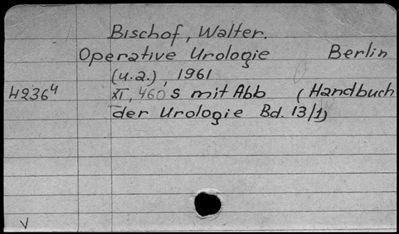 Bischof, Walter.
Operative Urologie Berlin
(u.a.), 1961
H236⁴ XI, 460 s mit Abb (Handbuch
der Urologie Bd. 13/1)
V